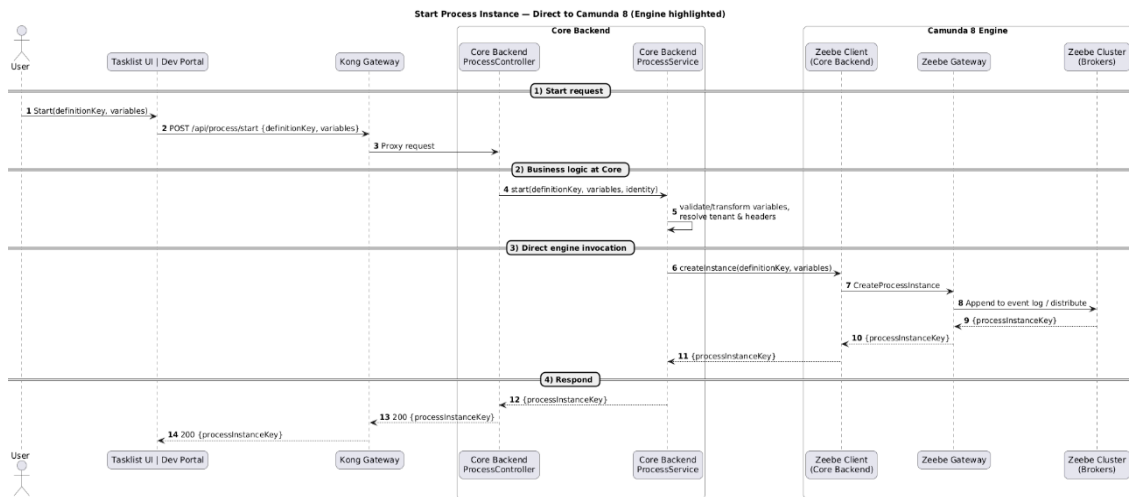 Start Process Instance — Direct to Camunda 8 (Engine highlighted)
Core Backend
Camunda 8 Engine
User
Tasklist UI | Dev Portal
Kong Gateway
Core Backend
ProcessController
Core Backend
ProcessService
Zeebe Client
(Core Backend)
Zeebe Gateway
Zeebe Cluster
(Brokers)
1) Start request
1 Start(definitionKey, variables)
2 POST /api/process/start {definitionKey, variables}
3 Proxy request
2) Business logic at Core
4 start(definitionKey, variables, identity)
5 validate/transform variables,
resolve tenant & headers
3) Direct engine invocation
6 createInstance(definitionKey, variables)
7 CreateProcessInstance
8 Append to event log / distribute
9 {processInstanceKey}
10 {processInstanceKey}
11 {processInstanceKey}
4) Respond
12 {processInstanceKey}
13 200 {processInstanceKey}
14 200 {processInstanceKey}
User
Tasklist UI | Dev Portal
Kong Gateway
Core Backend
ProcessController
Core Backend
ProcessService
Zeebe Client
(Core Backend)
Zeebe Gateway
Zeebe Cluster
(Brokers)